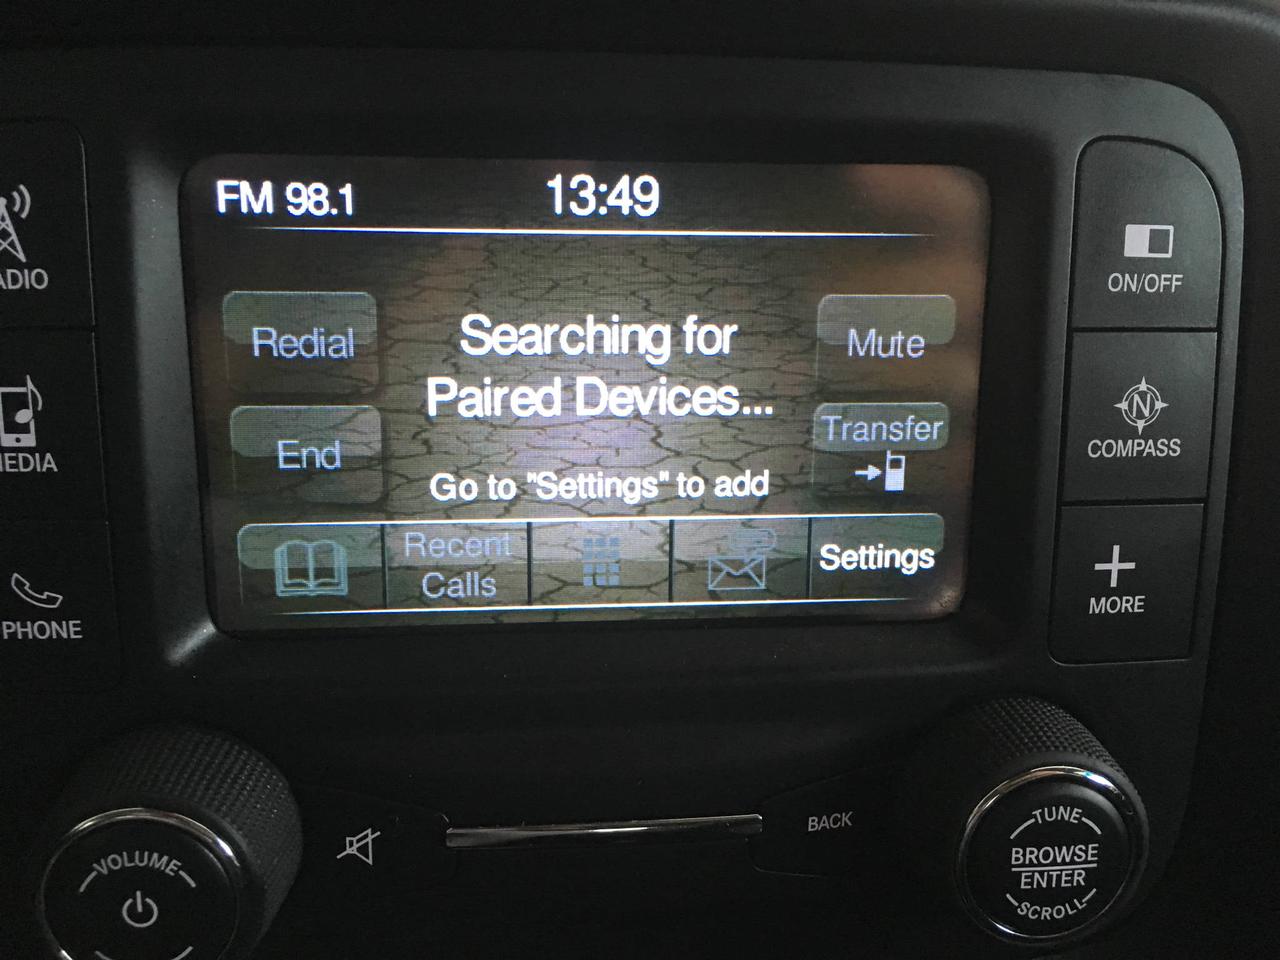 FM 98.1
13:49
Redial
Searching for
Paired Devices...
Mute
End
Transfer
Go to "Settings" to add
Recent
Calls
Settings
ADIO
EDIA
PHONE
ON/OFF
N
COMPASS
MORE
VOLUME
BACK
TUNE
BROWSE
ENTER
SCROLL